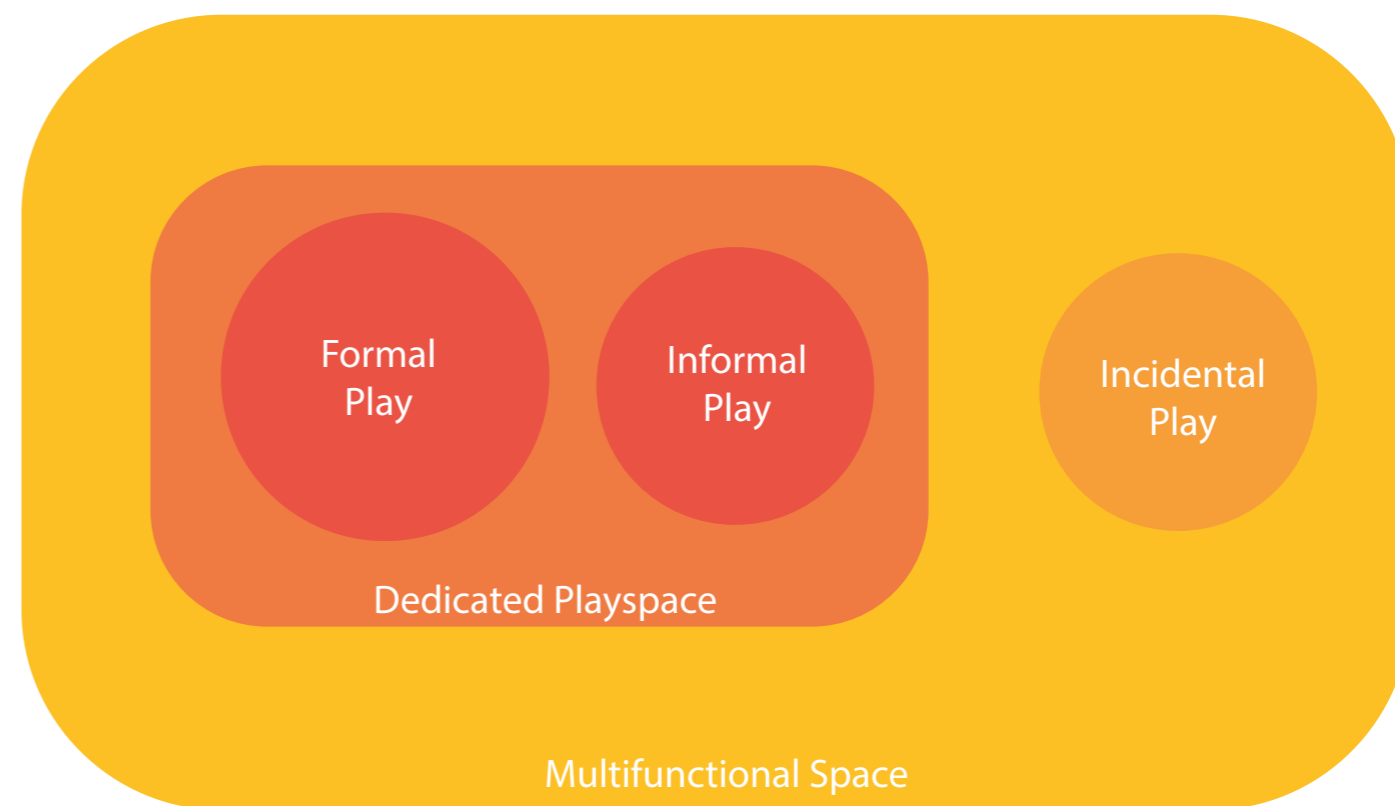 Formal
Play
Informal
Play
Incidental
Play
Dedicated Playspace
Multifunctional Space